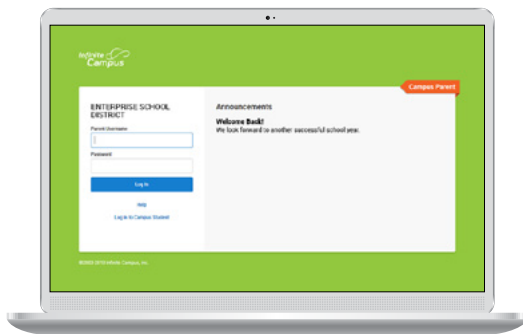 Infinite
Campus
Campus Parent
ENTERPRISE SCHOOL
DISTRICT
Parent Username
Password
Log In
Help
Log in to Campus Student
Announcements
Welcome Back!
We look forward to another successful school year.
Infinite Campus, Inc.